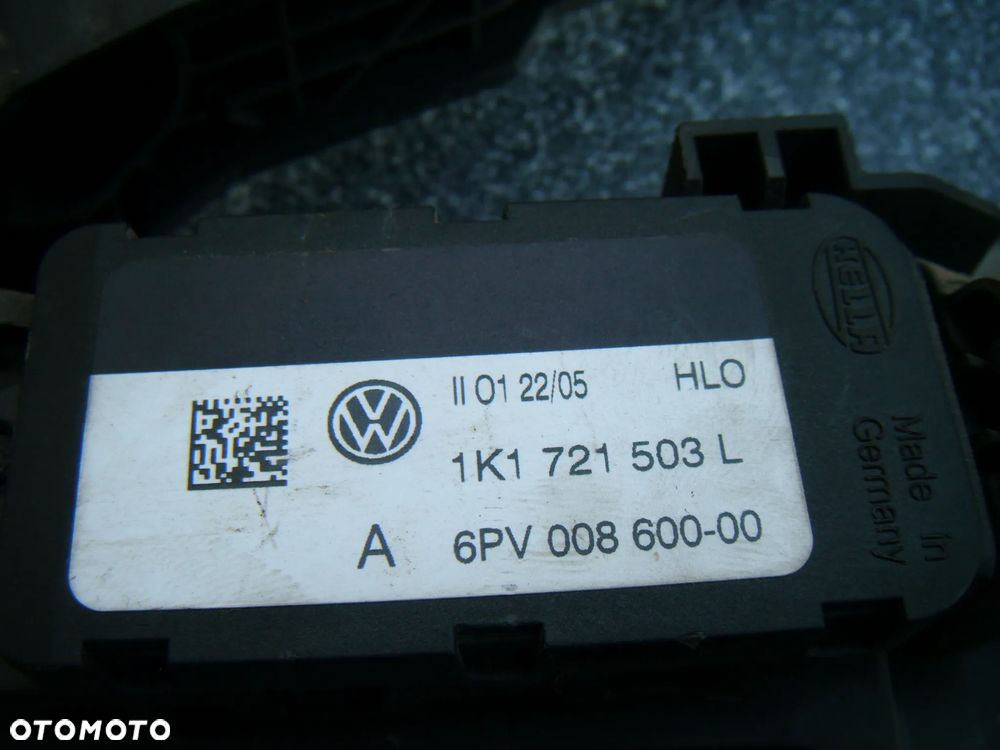 HELLA
II 01 22/05 HLO
1K1 721 503 L
A 6PV 008 600-00
Made in
Germany
OTOMOTO